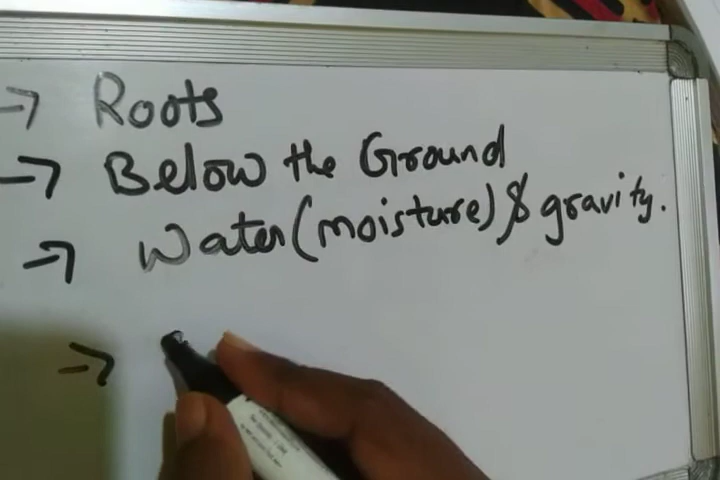 → Roots
→ Below the Ground
→ Water (moisture) & gravity.
→